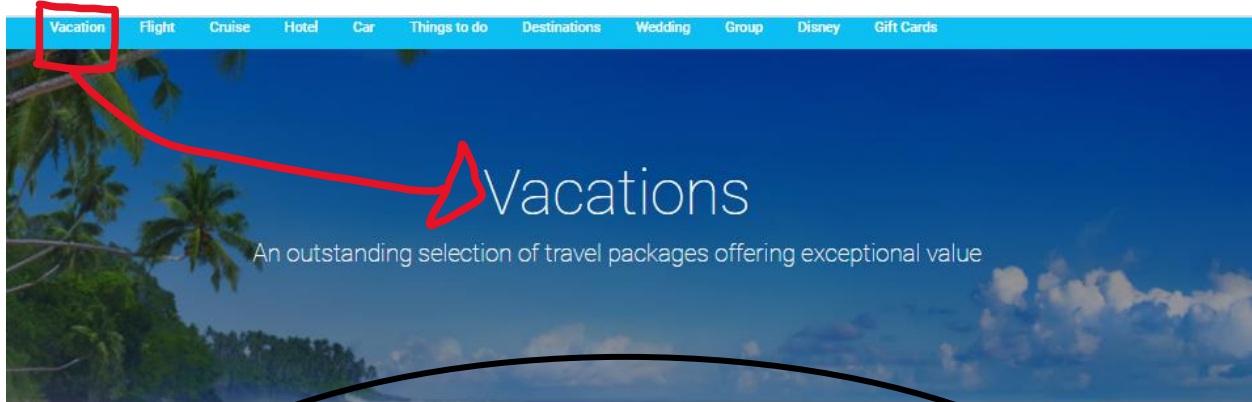 Vacation Flight Cruise Hotel Car Things to do Destinations Wedding Group Disney Gift Cards
Vacations
An outstanding selection of travel packages offering exceptional value